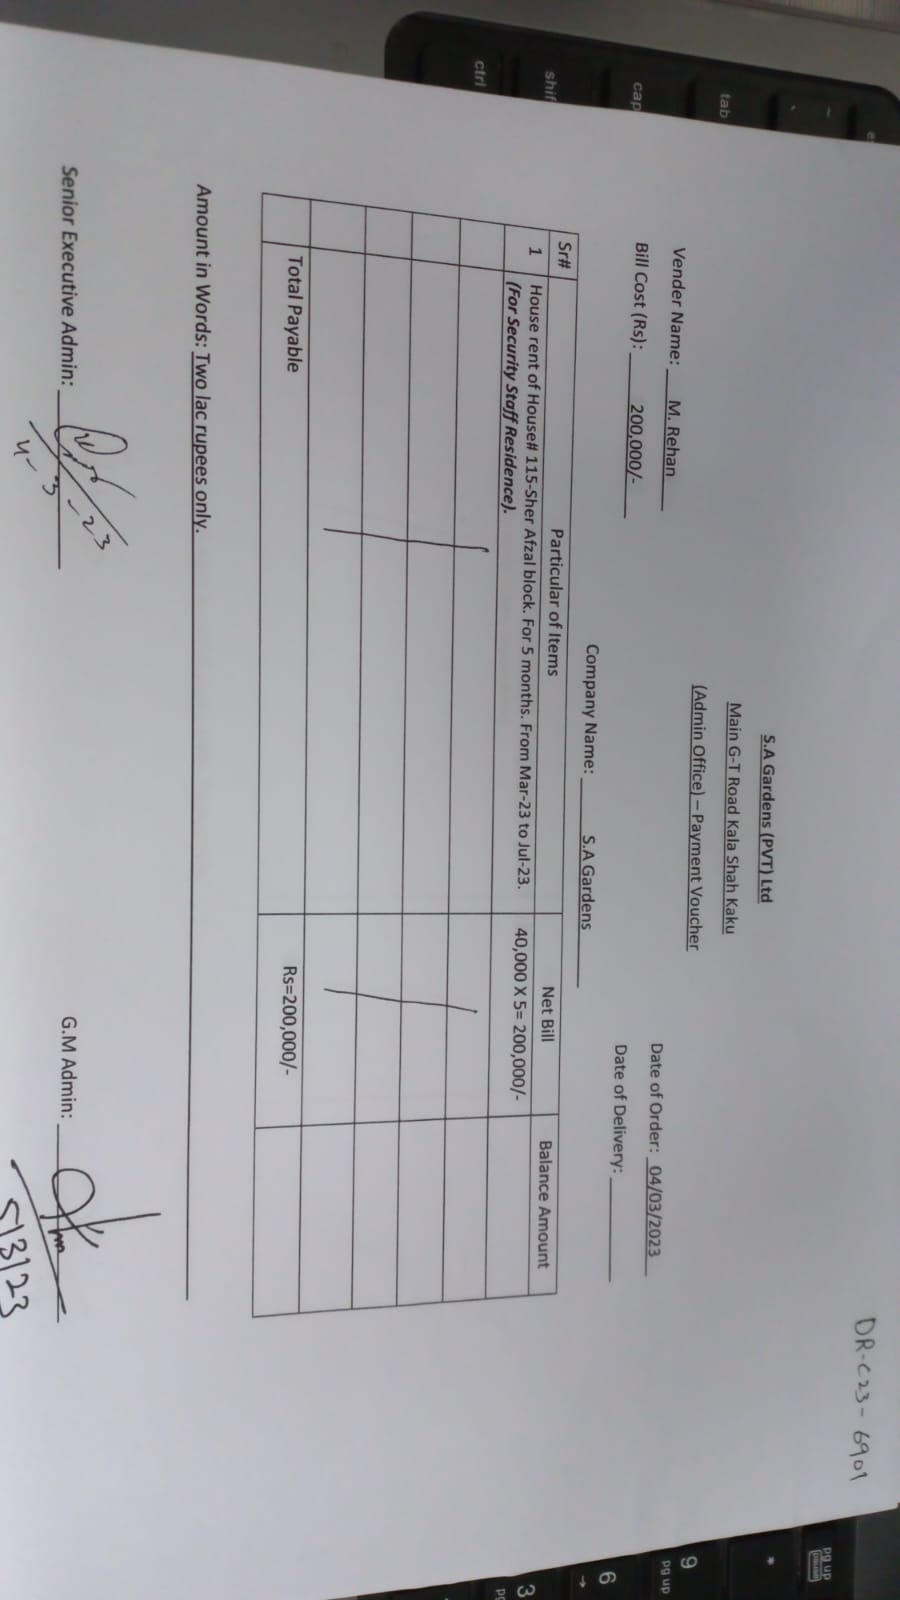 DR-C23-6901
S.A Gardens (PVT) Ltd
Main G-T Road Kala Shah Kaku
(Admin Office) – Payment Voucher
Vender Name: M. Rehan
Date of Order: 04/03/2023
Bill Cost (Rs): 200,000/-
Company Name: S.A Gardens
Date of Delivery:
Sr# Particular of Items Net Bill Balance Amount
1 House rent of House# 115-Sher Afzal block. For 5 months. From Mar-23 to Jul-23. 40,000 X 5= 200,000/-
(For Security Staff Residence).
Total Payable Rs=200,000/-
Amount in Words: Two lac rupees only.
Senior Executive Admin:
G.M Admin:
4-3-23
5/3/23
tab
cap
shif
ctrl
pg up
pause
*
9
pg up
6
→
3